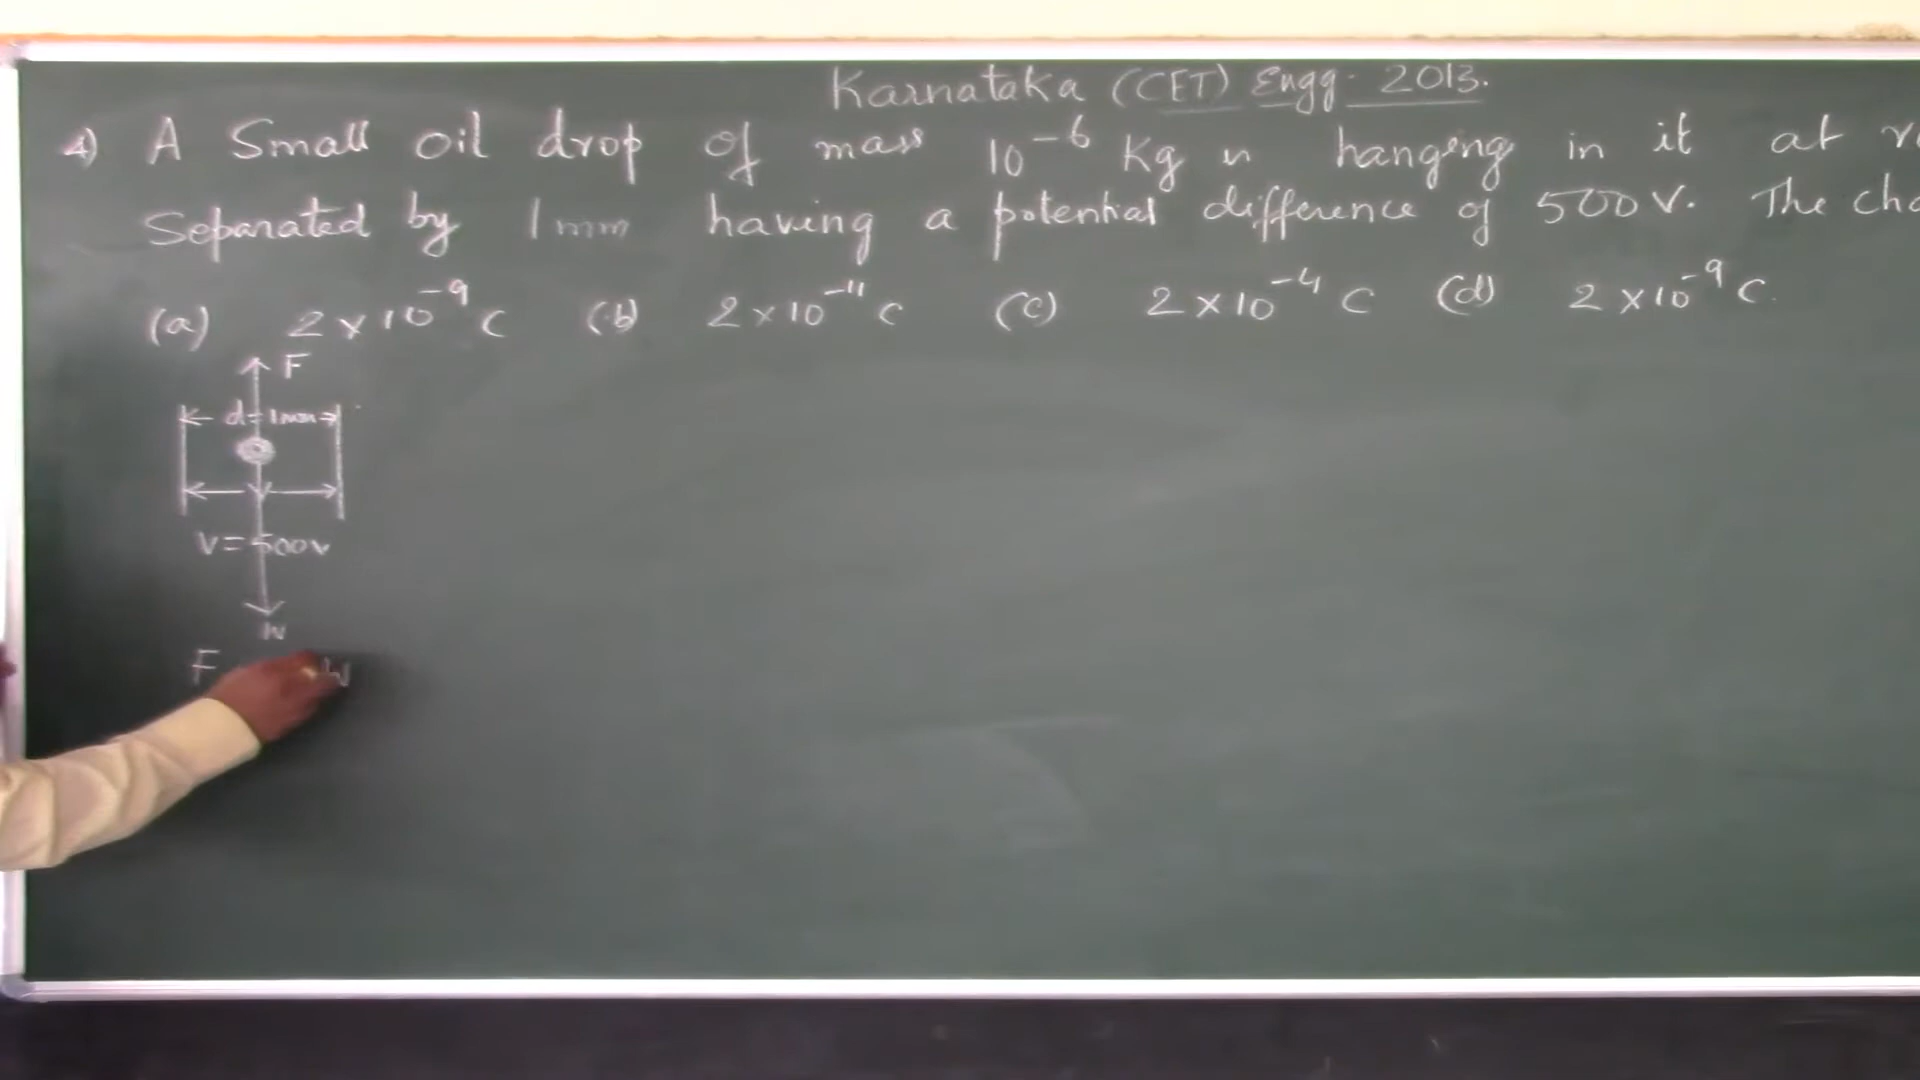 Karnataka (CET) Engg. 2013.
4) A Small oil drop of mass 10⁻⁶ Kg is hanging in it at
Separated by 1mm having a potential difference of 500V. The
(a) 2 x 10⁻⁹ C (b) 2 x 10⁻¹¹ C (c) 2 x 10⁻⁴ C (d) 2 x 10⁻⁹ C.
F
d=1mm
V=500v
W
F W